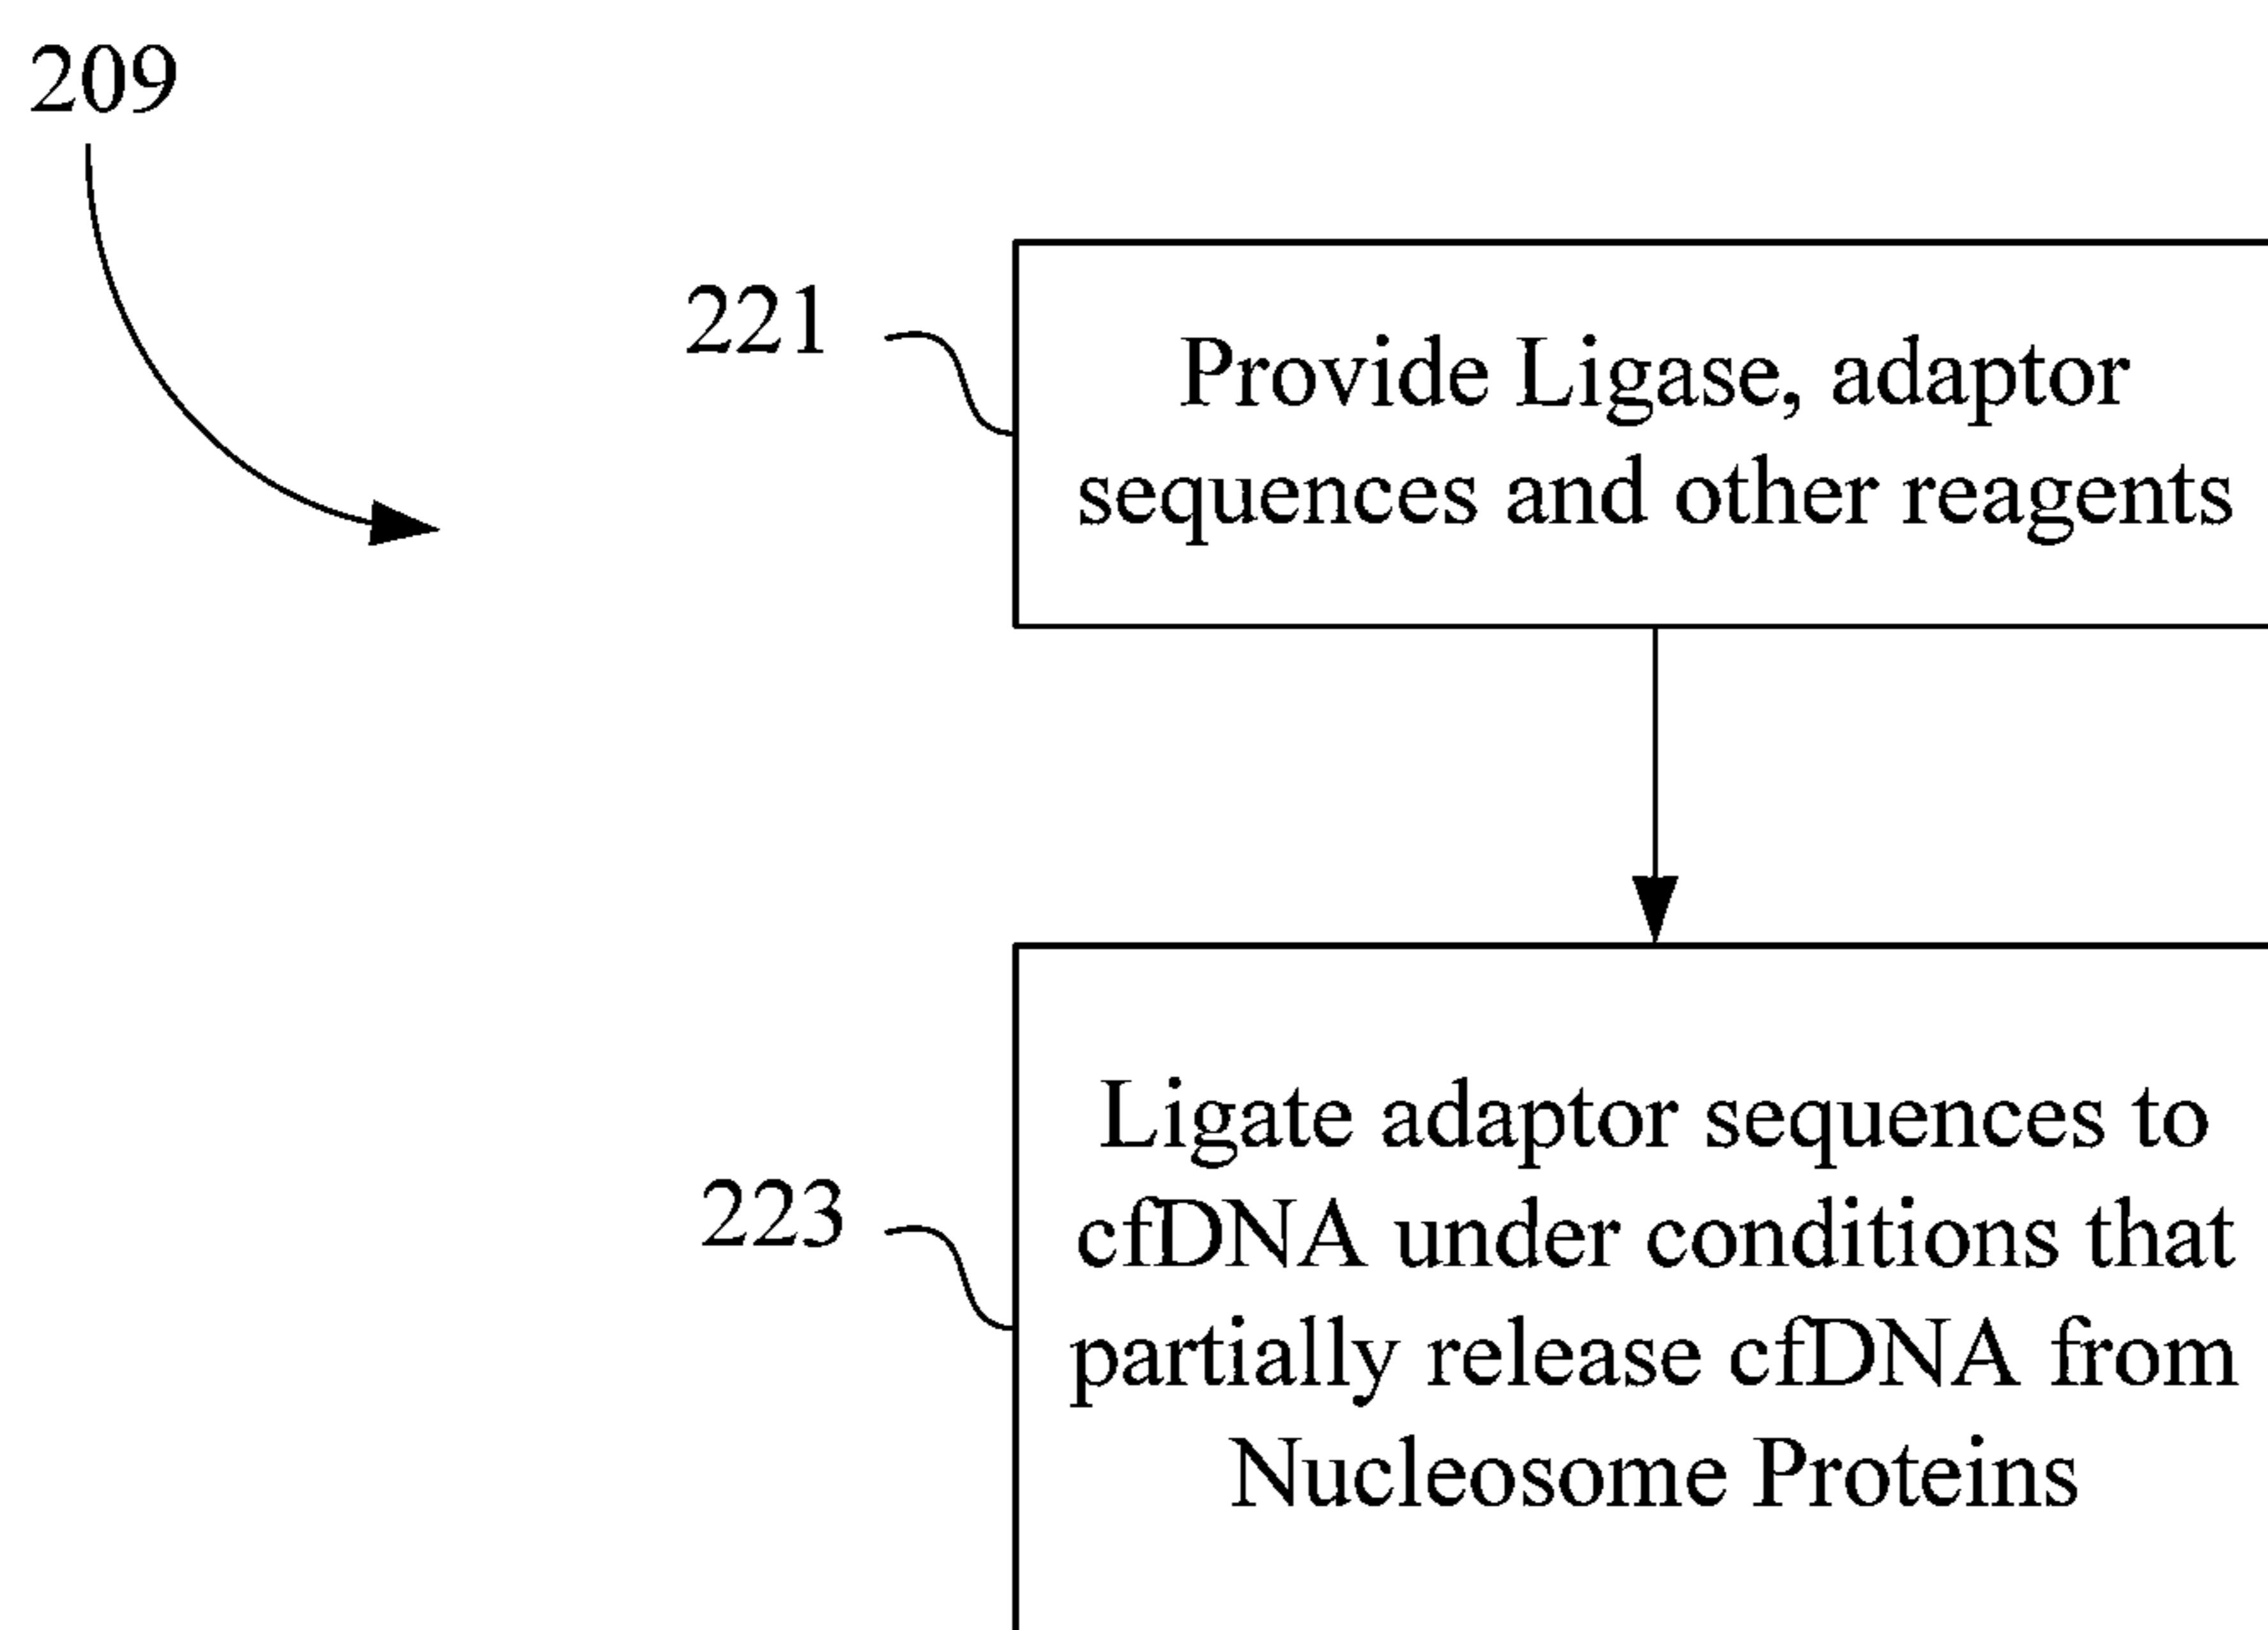 209
221
Provide Ligase, adaptor
sequences and other reagents
223
Ligate adaptor sequences to
cfDNA under conditions that
partially release cfDNA from
Nucleosome Proteins